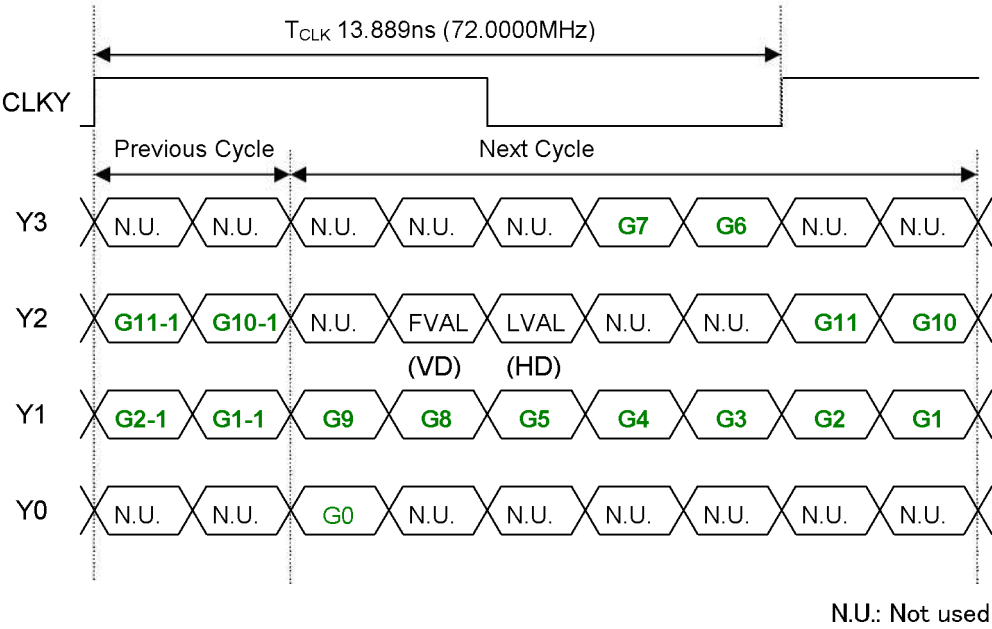 TCLK 13.889ns (72.0000MHz)
CLKY
Previous Cycle Next Cycle
Y3 N.U. N.U. N.U. N.U. N.U. G7 G6 N.U. N.U.
Y2 G11-1 G10-1 N.U. FVAL LVAL N.U. N.U. G11 G10
(VD) (HD)
Y1 G2-1 G1-1 G9 G8 G5 G4 G3 G2 G1
Y0 N.U. N.U. G0 N.U. N.U. N.U. N.U. N.U. N.U.
N.U.: Not used